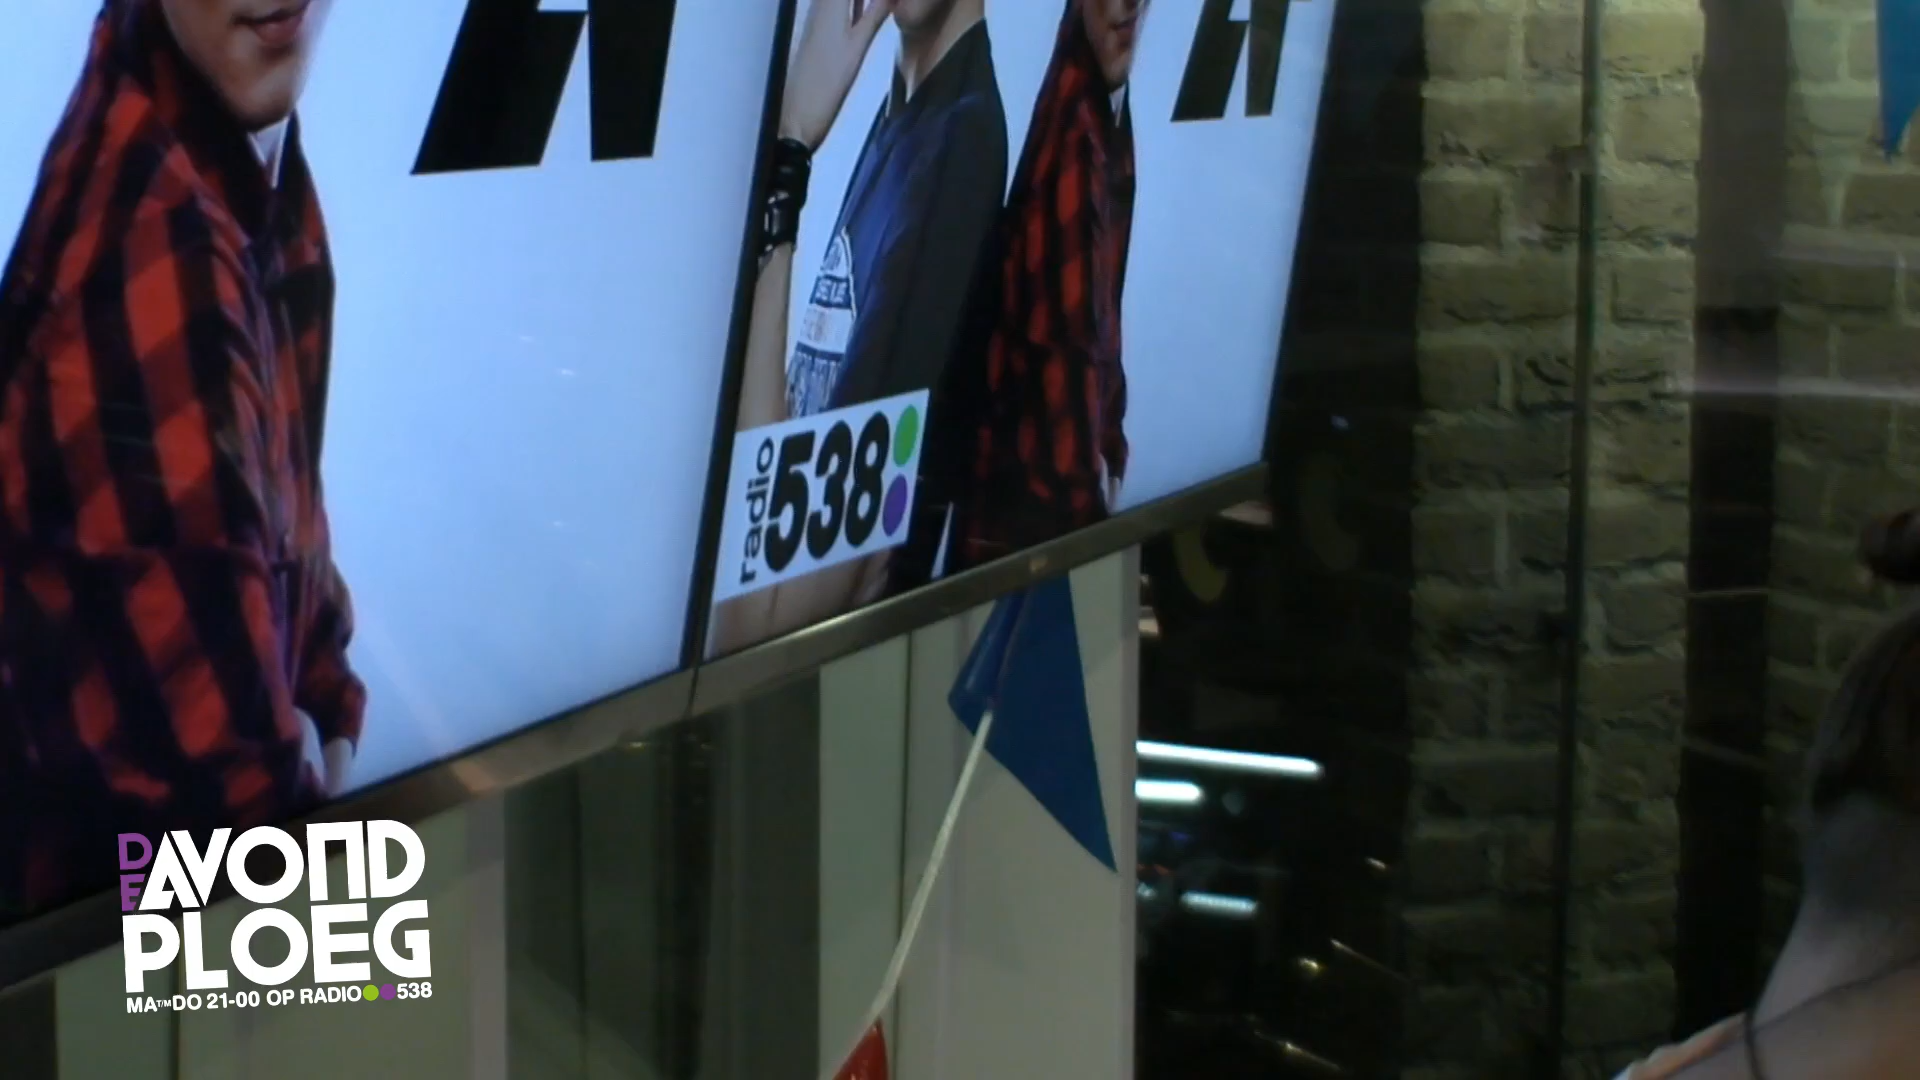 radio
538
DE
AVOND
PLOEG
MA T/M DO 21-00 OP RADIO 538